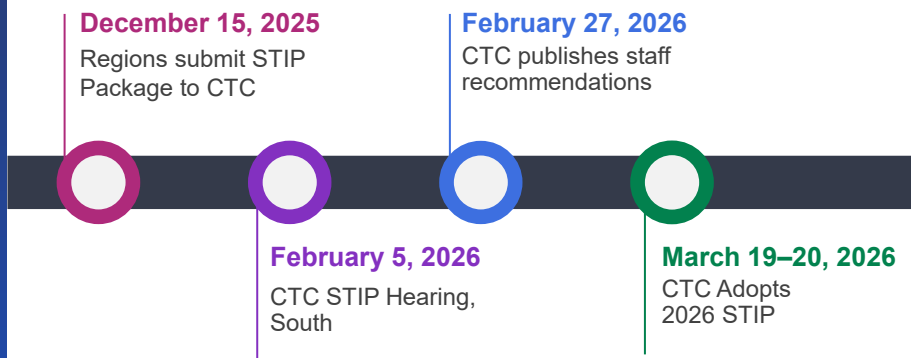 December 15, 2025
Regions submit STIP
Package to CTC
February 5, 2026
CTC STIP Hearing,
South
February 27, 2026
CTC publishes staff
recommendations
March 19–20, 2026
CTC Adopts
2026 STIP